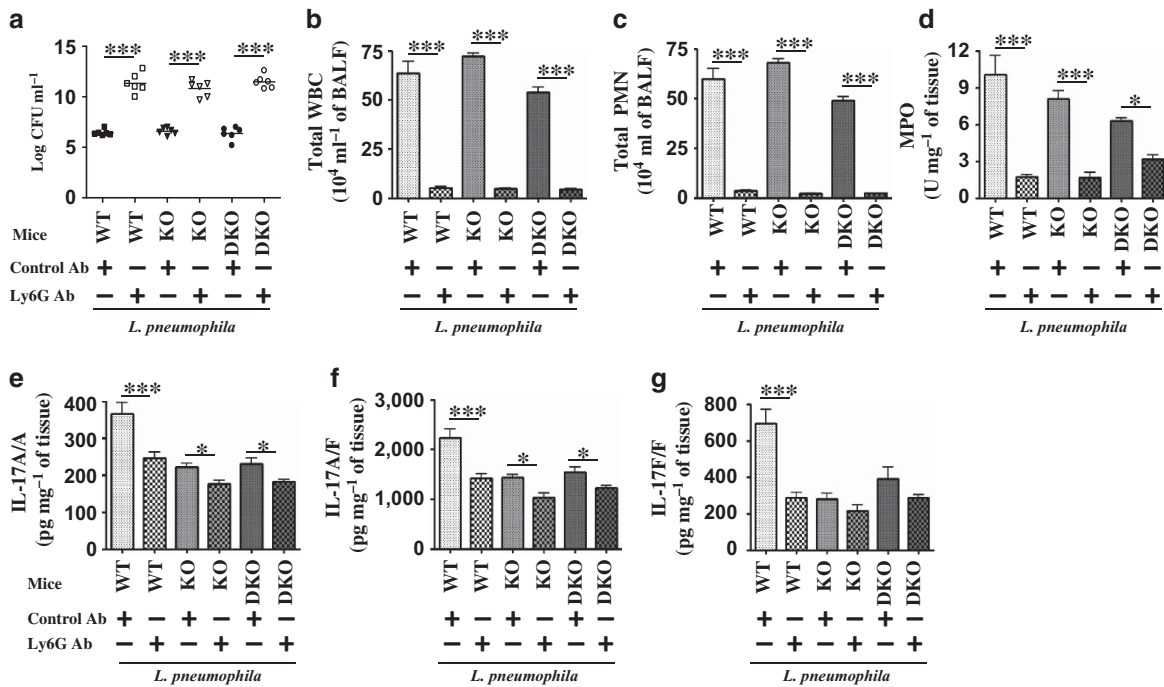 a
***
***
***
Log CFU ml−1
15
10
5
0
WT
WT
KO
KO
DKO
DKO
Mice
Control Ab
+ − + − + −
Ly6G Ab
− + − + − +
L. pneumophila
b
***
***
***
Total WBC
(10^4 ml−1 of BALF)
75
50
25
0
WT
WT
KO
KO
DKO
DKO
+ − + − + −
− + − + − +
L. pneumophila
c
***
***
***
Total PMN
(10^4 ml of BALF)
75
50
25
0
WT
WT
KO
KO
DKO
DKO
+ − + − + −
− + − + − +
L. pneumophila
d
***
***
*
MPO
(U mg−1 of tissue)
12
9
6
3
0
WT
WT
KO
KO
DKO
DKO
+ − + − + −
− + − + − +
L. pneumophila
e
***
*
*
IL-17A/A
(pg mg−1 of tissue)
400
300
200
100
0
WT
WT
KO
KO
DKO
DKO
Mice
Control Ab
+ − + − + −
Ly6G Ab
− + − + − +
L. pneumophila
f
***
*
*
IL-17A/F
(pg mg−1 of tissue)
3,000
2,000
1,000
0
WT
WT
KO
KO
DKO
DKO
+ − + − + −
− + − + − +
L. pneumophila
g
***
IL-17F/F
(pg mg−1 of tissue)
800
600
400
200
0
WT
WT
KO
KO
DKO
DKO
+ − + − + −
− + − + − +
L. pneumophila